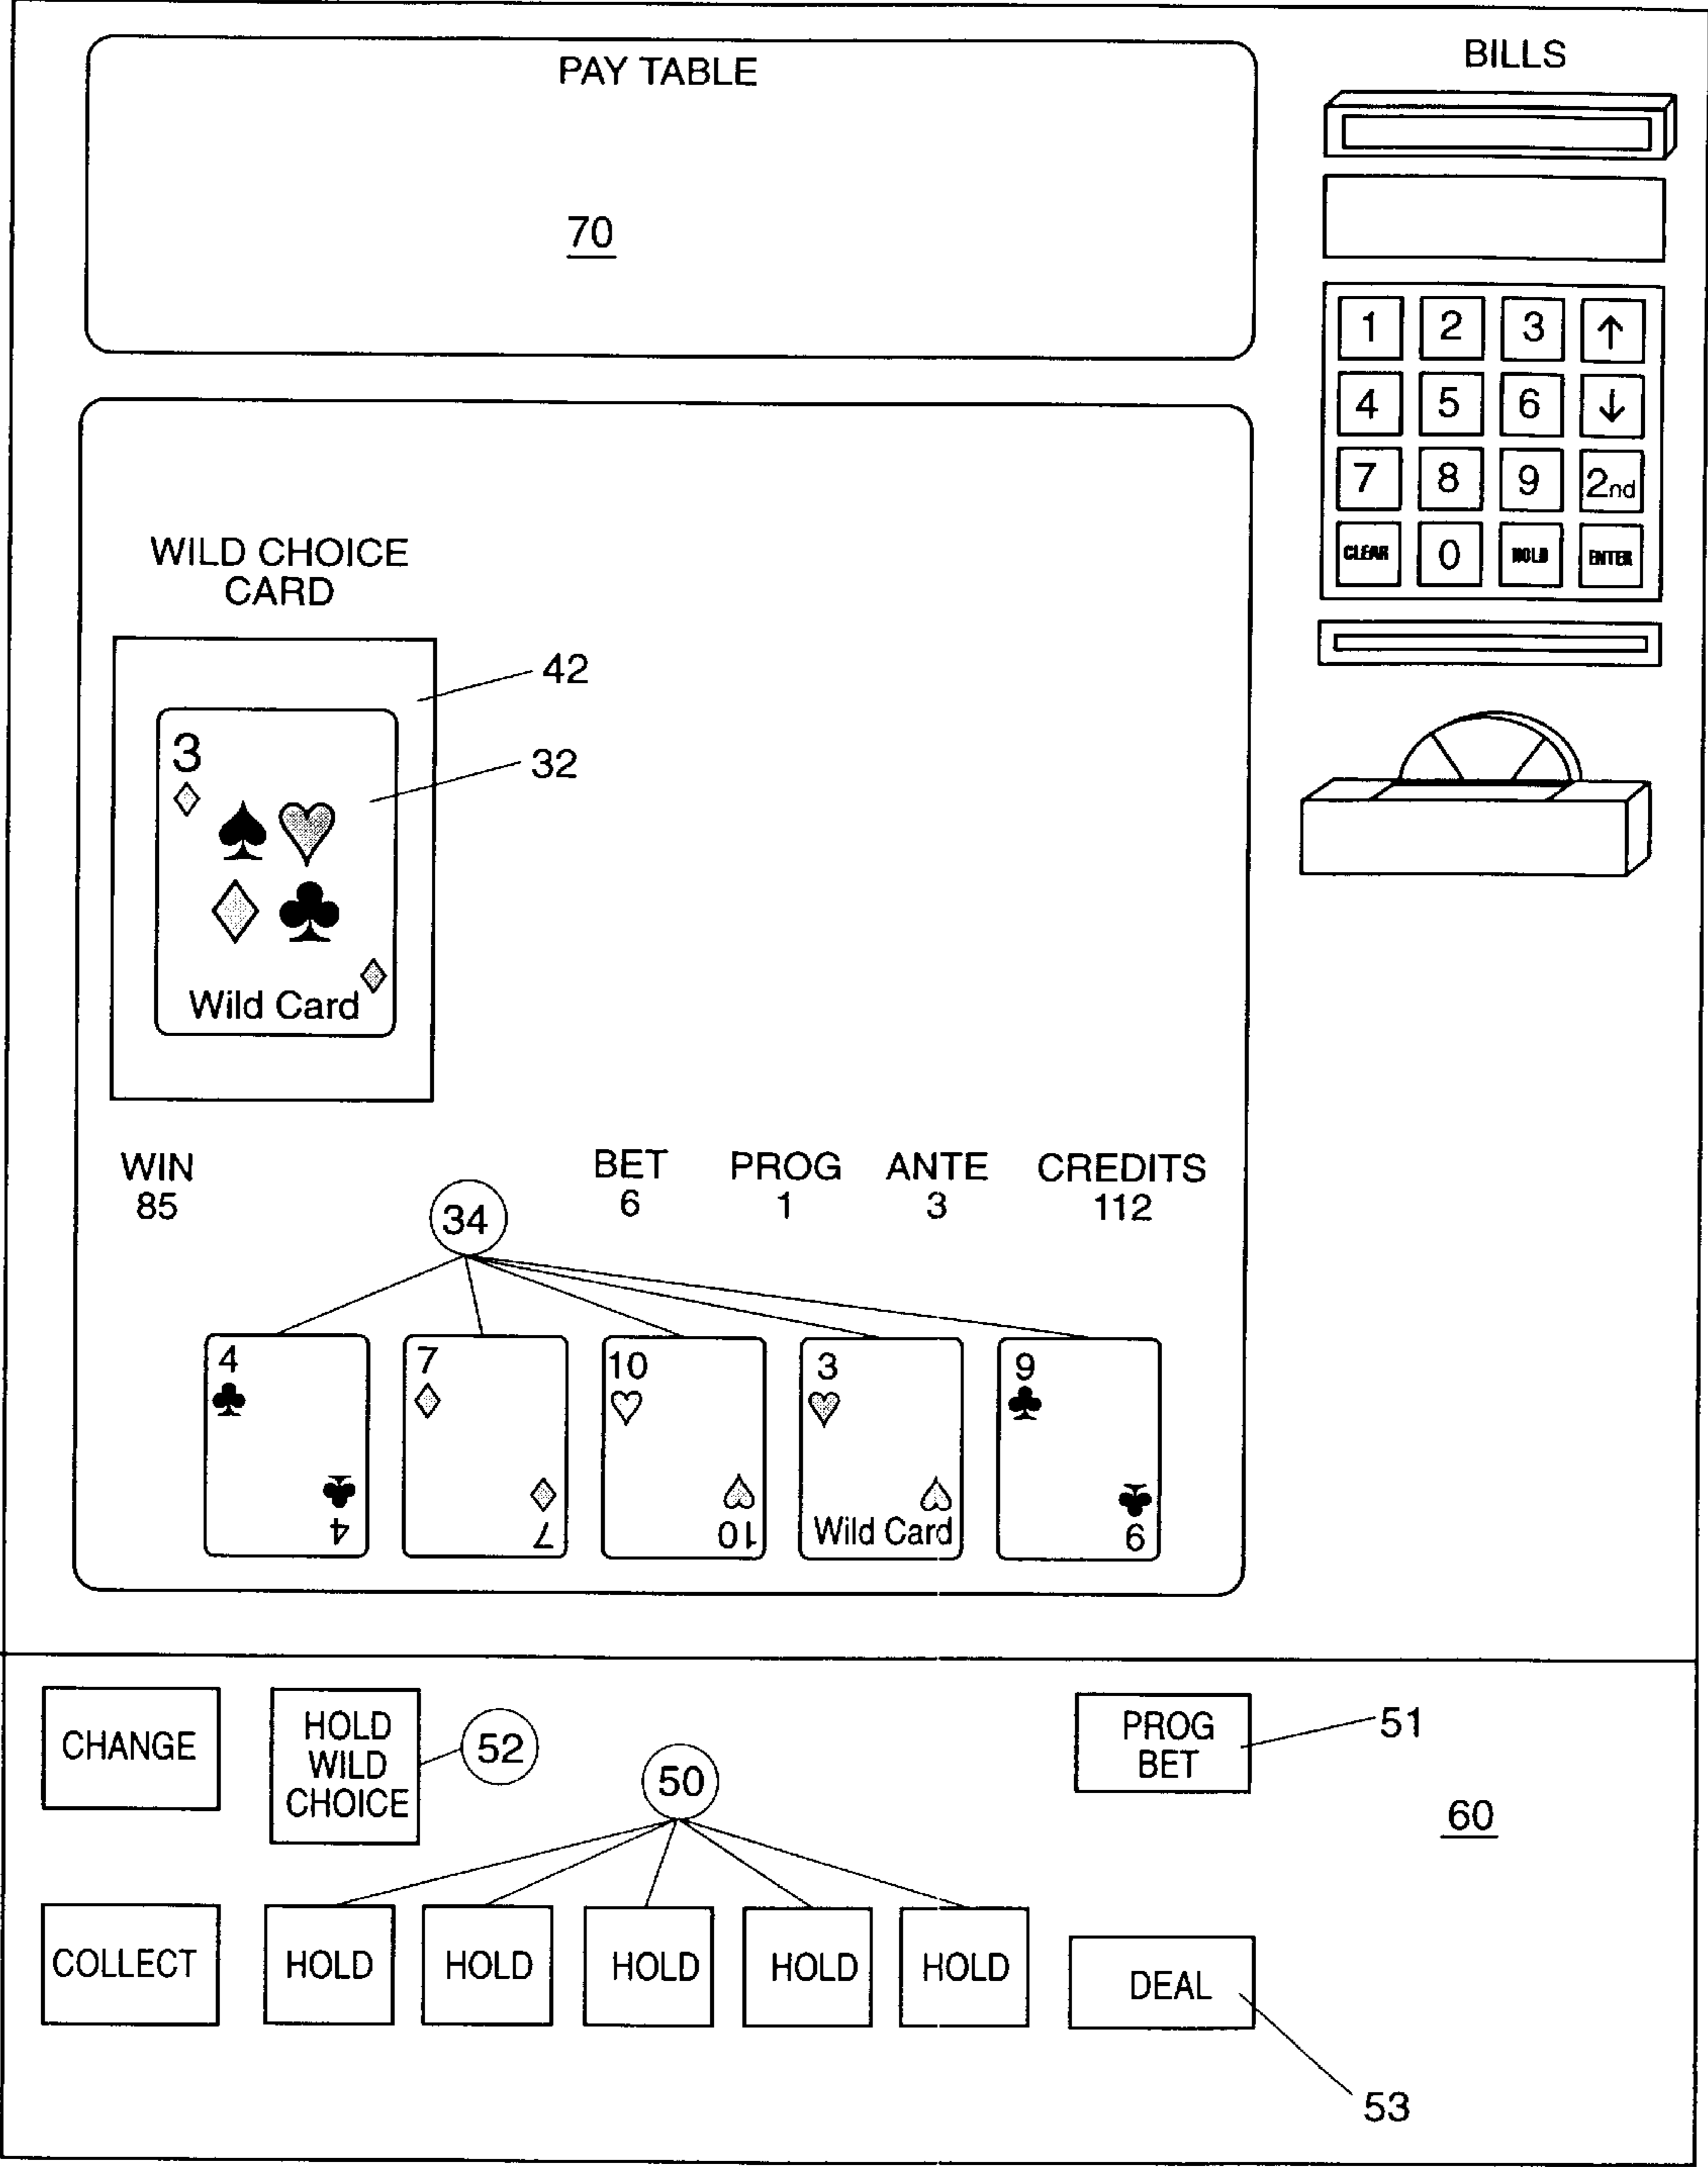 PAY TABLE
70
BILLS
1 2 3 ↑
4 5 6 ↓
7 8 9 2nd
CLEAR 0 HOLD ENTER
WILD CHOICE
CARD
42
32
3
Wild Card
WIN
85
34
BET
6
PROG
1
ANTE
3
CREDITS
112
4
4
7
7
10
10
3
Wild Card
9
9
CHANGE
HOLD
WILD
CHOICE
52
50
PROG
BET
51
60
COLLECT
HOLD
HOLD
HOLD
HOLD
HOLD
DEAL
53